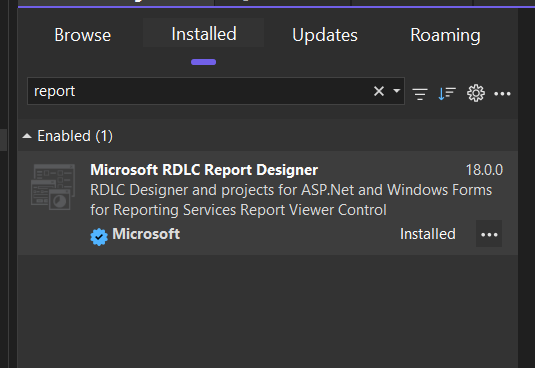 Browse
Installed
Updates
Roaming
report
Enabled (1)
Microsoft RDLC Report Designer
18.0.0
RDLC Designer and projects for ASP.Net and Windows Forms
for Reporting Services Report Viewer Control
Microsoft
Installed